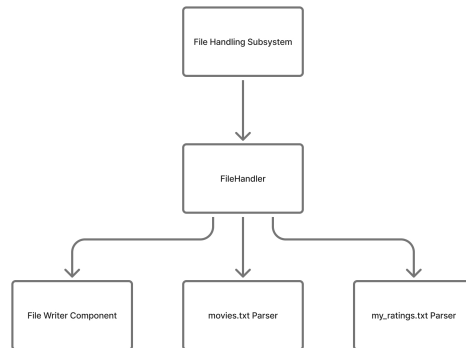 File Handling Subsystem
FileHandler
File Writer Component
movies.txt Parser
my_ratings.txt Parser